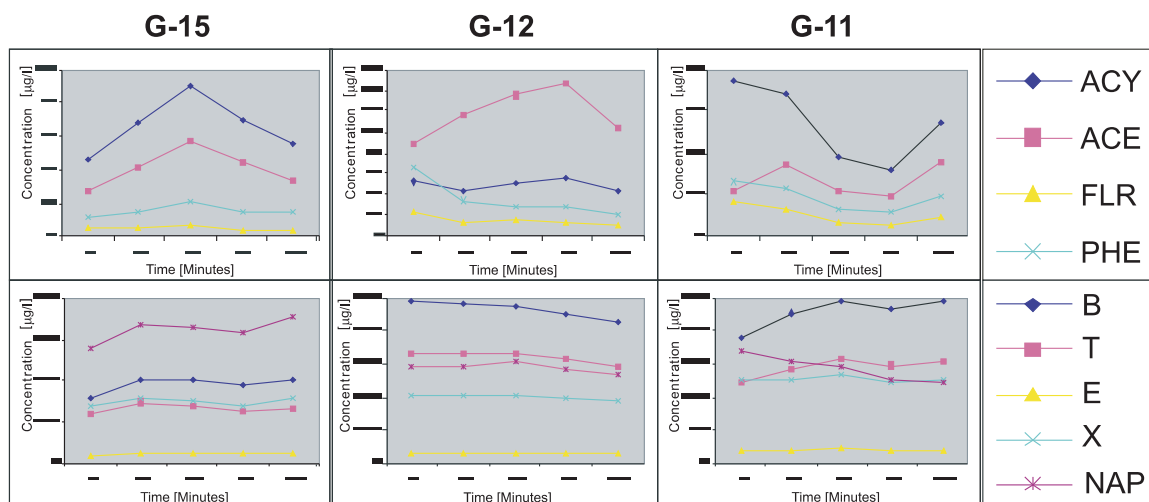 G-15
G-12
G-11
Concentration [µg/l]
Time [Minutes]
Concentration [µg/l]
Time [Minutes]
Concentration [µg/l]
Time [Minutes]
ACY
ACE
FLR
PHE
Concentration [µg/l]
Time [Minutes]
Concentration [µg/l]
Time [Minutes]
Concentration [µg/l]
Time [Minutes]
B
T
E
X
NAP